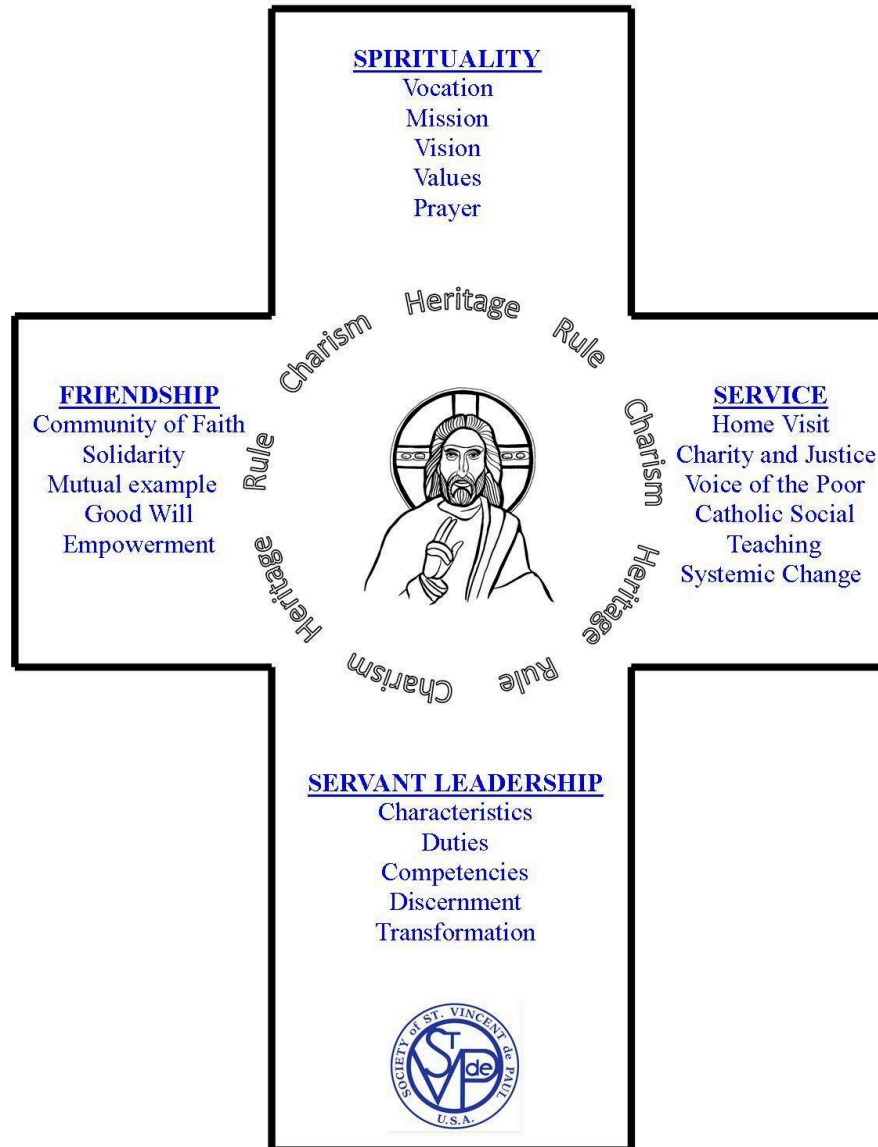 SPIRITUALITY
Vocation
Mission
Vision
Values
Prayer
Heritage
Rule
Charism
Heritage
Rule
Charism
Heritage
Rule
Charism
FRIENDSHIP
Community of Faith
Solidarity
Mutual example
Good Will
Empowerment
SERVICE
Home Visit
Charity and Justice
Voice of the Poor
Catholic Social
Teaching
Systemic Change
SERVANT LEADERSHIP
Characteristics
Duties
Competencies
Discernment
Transformation
SOCIETY of ST. VINCENT de PAUL
ST
V
P
de
U.S.A.